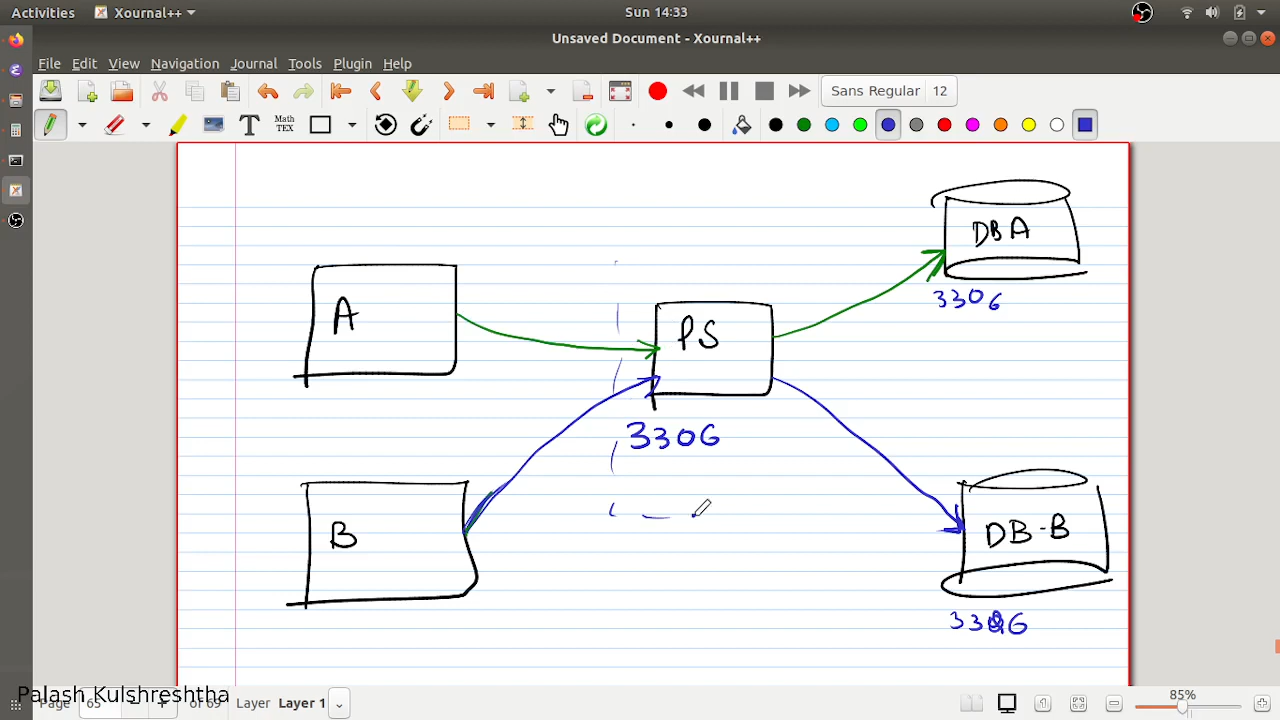 Activities Xournal++ Sun 14:33
Unsaved Document - Xournal++
File Edit View Navigation Journal Tools Plugin Help
Sans Regular 12
Math
TEX
DBA
3306
A
PS
3306
B
DB-B
3306
Palash Kulshreshtha
Page 65 of 69 Layer Layer 1 85%